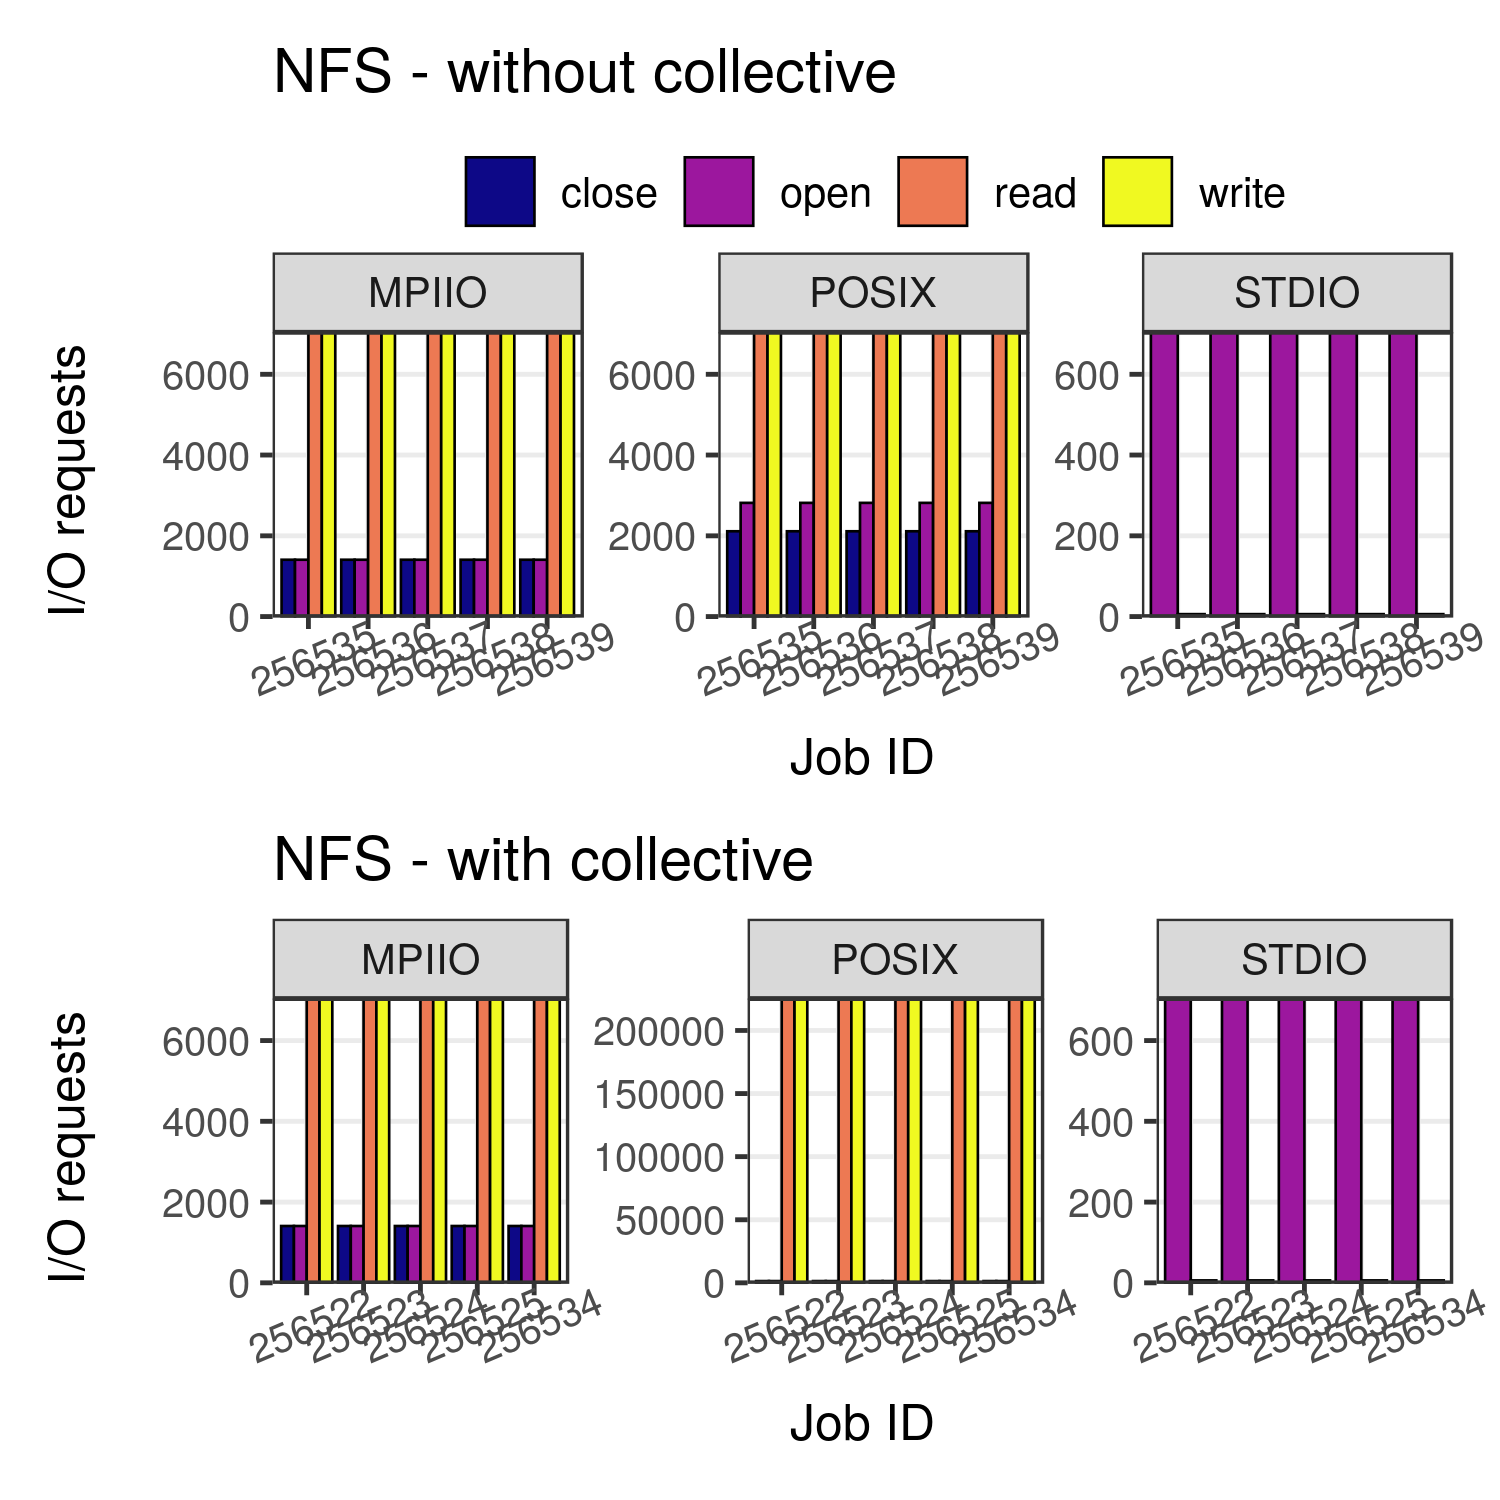 NFS - without collective
close open read write
MPIIO POSIX STDIO
I/O requests
6000 4000 2000 0
256535 256536 256537 256538 256539
6000 4000 2000 0
256535 256536 256537 256538 256539
600 400 200 0
256535 256536 256537 256538 256539
Job ID
NFS - with collective
MPIIO POSIX STDIO
I/O requests
6000 4000 2000 0
256522 256523 256524 256525 256534
200000 150000 100000 50000 0
256522 256523 256524 256525 256534
600 400 200 0
256522 256523 256524 256525 256534
Job ID